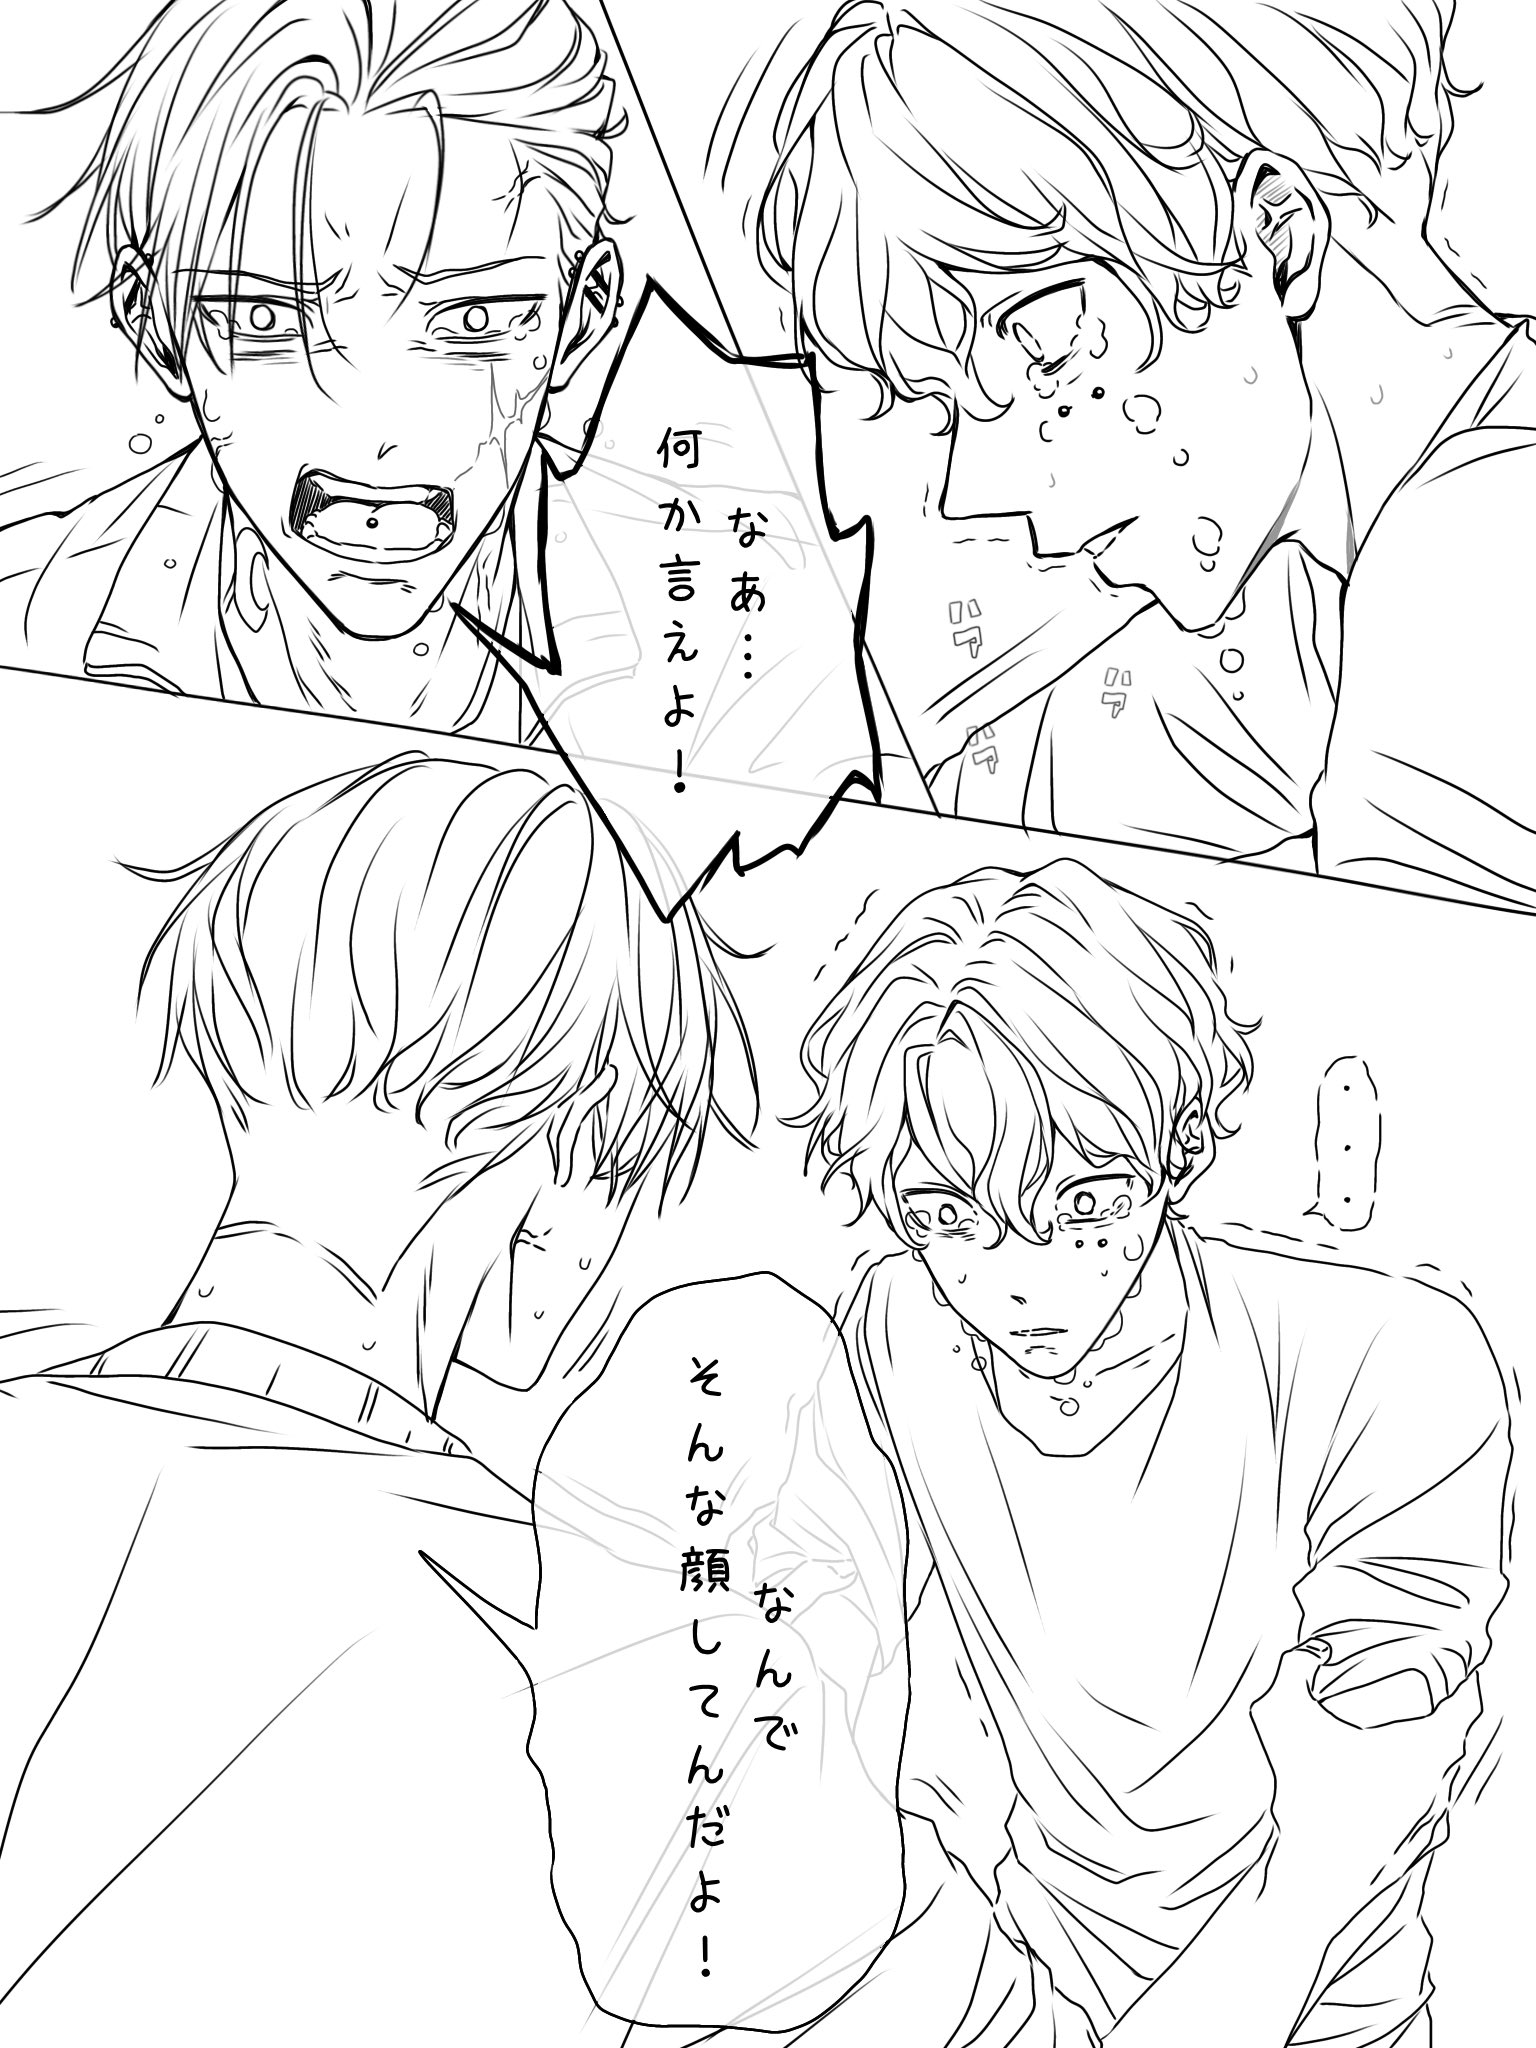 ハァ
ハァ
ハァ
なぁ…
何か言えよ！
・・・
なんで
そんな顔してんだよ！